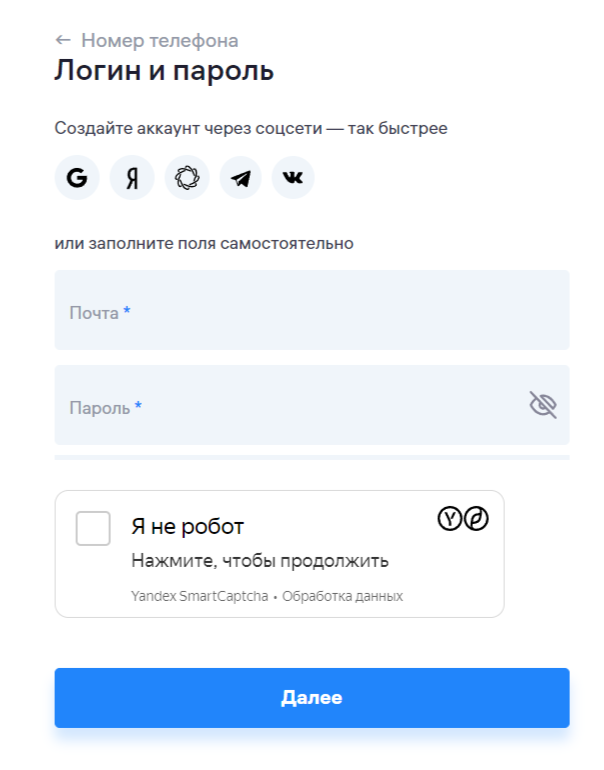 ← Номер телефона
Логин и пароль
Создайте аккаунт через соцсети — так быстрее
G Я
или заполните поля самостоятельно
Почта *
Пароль *
Я не робот
Нажмите, чтобы продолжить
Yandex SmartCaptcha • Обработка данных
Далее